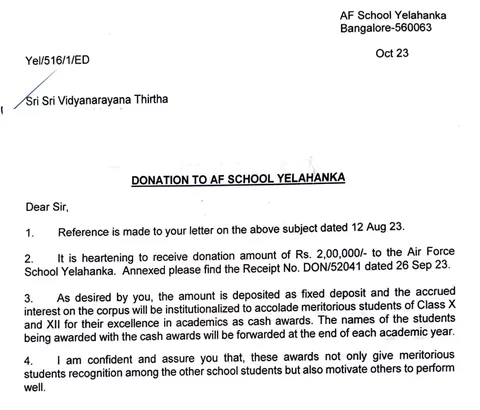 AF School Yelahanka
Bangalore-560063
Oct 23
Yel/516/1/ED
Sri Sri Vidyanarayana Thirtha
DONATION TO AF SCHOOL YELAHANKA
Dear Sir,
1. Reference is made to your letter on the above subject dated 12 Aug 23.
2. It is heartening to receive donation amount of Rs. 2,00,000/- to the Air Force
School Yelahanka. Annexed please find the Receipt No. DON/52041 dated 26 Sep 23.
3. As desired by you, the amount is deposited as fixed deposit and the accrued
interest on the corpus will be institutionalized to accolade meritorious students of Class X
and XII for their excellence in academics as cash awards. The names of the students
being awarded with the cash awards will be forwarded at the end of each academic year.
4. I am confident and assure you that, these awards not only give meritorious
students recognition among the other school students but also motivate others to perform
well.